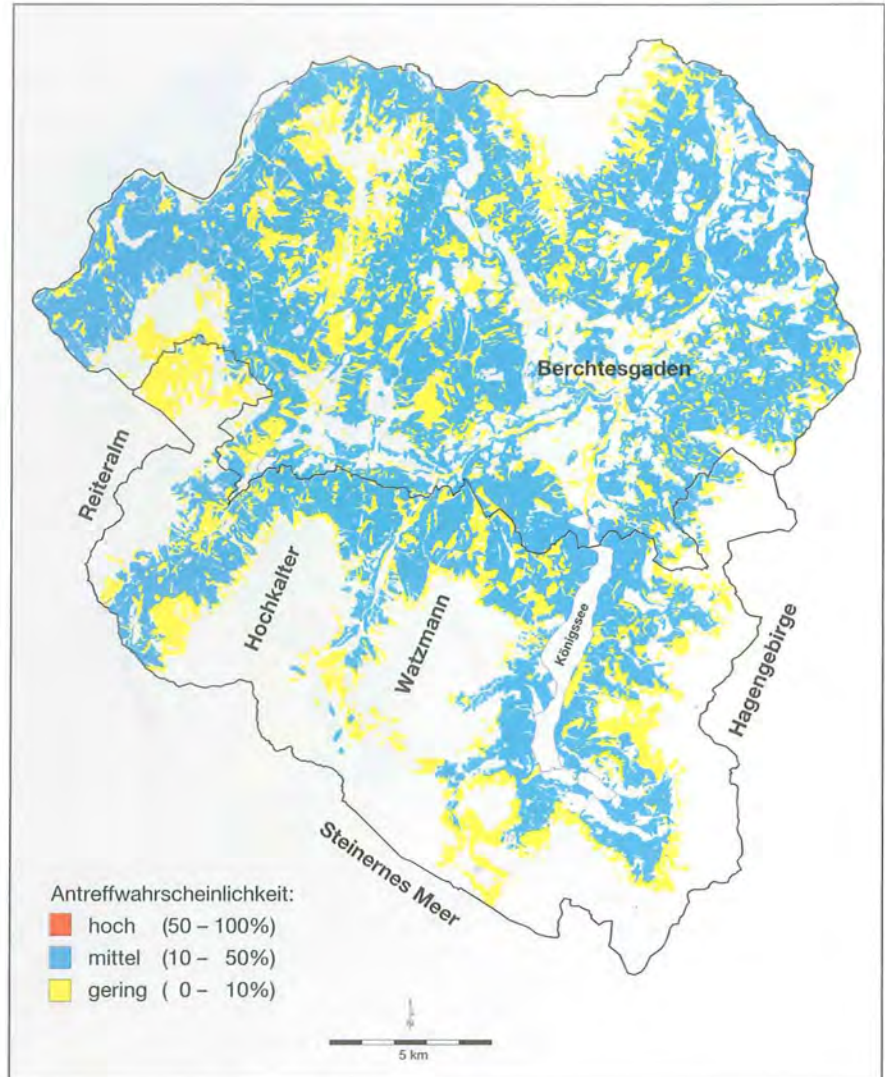 Berchtesgaden
Reiteralm
Hochkalter
Watzmann
Königssee
Hagengebirge
Steinernes Meer
Antreffwahrscheinlichkeit:
hoch (50 – 100%)
mittel (10 – 50%)
gering ( 0 – 10%)
5 km